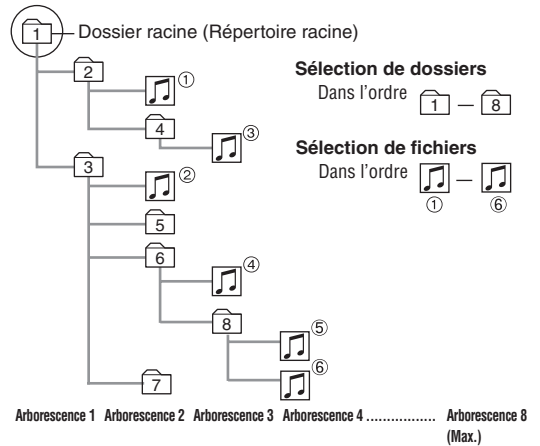 1 Dossier racine (Répertoire racine)
2
①
4
③
3
②
5
6
④
8
⑤
⑥
7
Sélection de dossiers
Dans l’ordre 1 — 8
Sélection de fichiers
Dans l’ordre —
① ⑥
Arborescence 1 Arborescence 2 Arborescence 3 Arborescence 4 ................. Arborescence 8
(Max.)